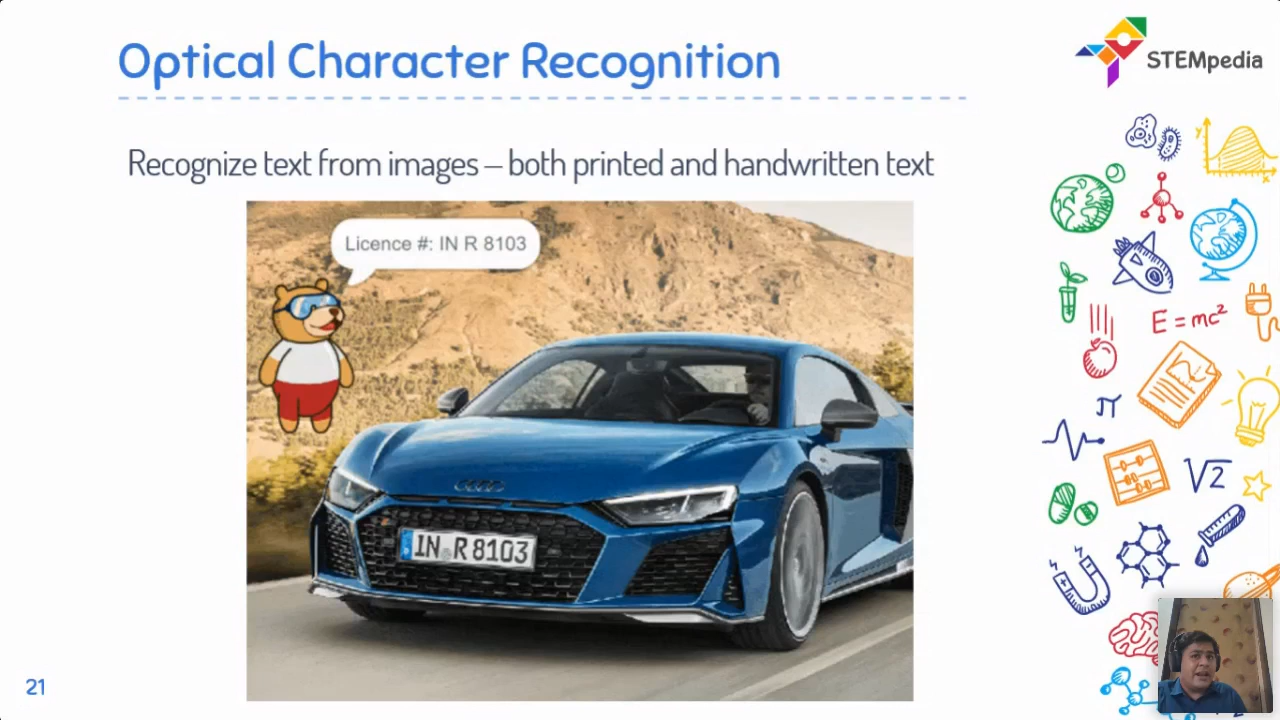 Optical Character Recognition
STEMpedia
Recognize text from images – both printed and handwritten text
Licence #: IN R 8103
IN R 8103
y
x
E = mc²
π
√2
21